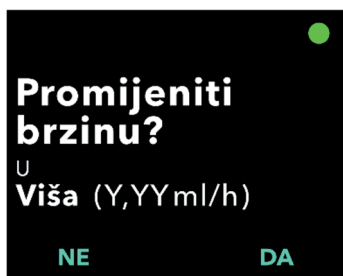 Promijeniti
brzinu?
U
Viša (Y,YY ml/h)
NE DA